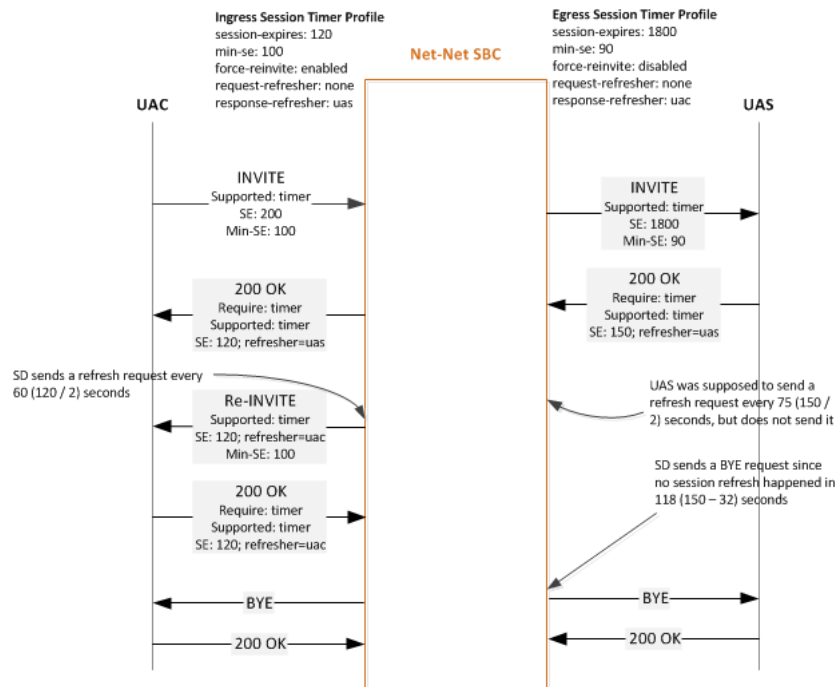 Ingress Session Timer Profile
session-expires: 120
min-se: 100
force-reinvite: enabled
request-refresher: none
response-refresher: uas
Net-Net SBC
Egress Session Timer Profile
session-expires: 1800
min-se: 90
force-reinvite: disabled
request-refresher: none
response-refresher: uac
UAC
UAS
INVITE
Supported: timer
SE: 200
Min-SE: 100
INVITE
Supported: timer
SE: 1800
Min-SE: 90
200 OK
Require: timer
Supported: timer
SE: 120; refresher=uas
200 OK
Require: timer
Supported: timer
SE: 150; refresher=uas
SD sends a refresh request every
60 (120 / 2) seconds
Re-INVITE
Supported: timer
SE: 120; refresher=uac
Min-SE: 100
UAS was supposed to send a
refresh request every 75 (150 /
2) seconds, but does not send it
200 OK
Require: timer
Supported: timer
SE: 120; refresher=uac
SD sends a BYE request since
no session refresh happened in
118 (150 – 32) seconds
BYE
BYE
200 OK
200 OK